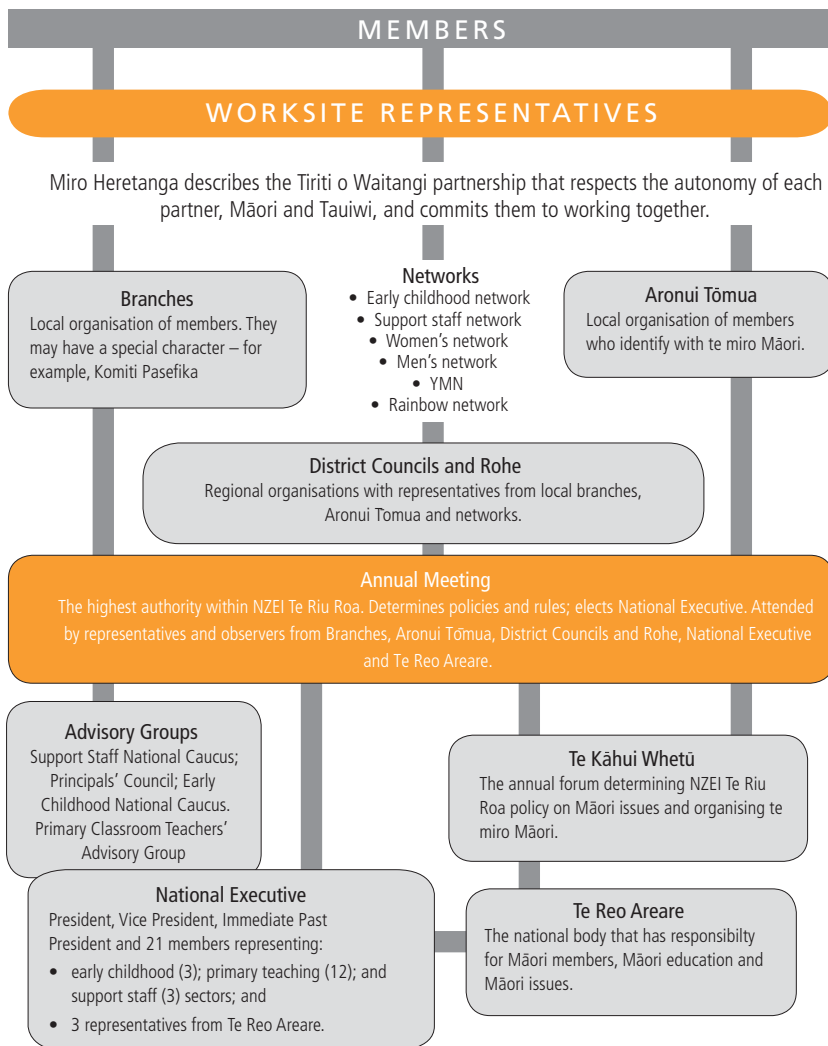 MEMBERS
WORKSITE REPRESENTATIVES
Miro Heretanga describes the Tiriti o Waitangi partnership that respects the autonomy of each
partner, Māori and Tauiwi, and commits them to working together.
Branches
Local organisation of members. They
may have a special character – for
example, Komiti Pasefika
Networks
• Early childhood network
• Support staff network
• Women's network
• Men's network
• YMN
• Rainbow network
Aronui Tōmua
Local organisation of members
who identify with te miro Māori.
District Councils and Rohe
Regional organisations with representatives from local branches,
Aronui Tomua and networks.
Annual Meeting
The highest authority within NZEI Te Riu Roa. Determines policies and rules; elects National Executive. Attended
by representatives and observers from Branches, Aronui Tōmua, District Councils and Rohe, National Executive
and Te Reo Areare.
Advisory Groups
Support Staff National Caucus;
Principals' Council; Early
Childhood National Caucus.
Primary Classroom Teachers'
Advisory Group
Te Kāhui Whetū
The annual forum determining NZEI Te Riu
Roa policy on Māori issues and organising te
miro Māori.
National Executive
President, Vice President, Immediate Past
President and 21 members representing:
• early childhood (3); primary teaching (12); and
support staff (3) sectors; and
• 3 representatives from Te Reo Areare.
Te Reo Areare
The national body that has responsibilty
for Māori members, Māori education and
Māori issues.